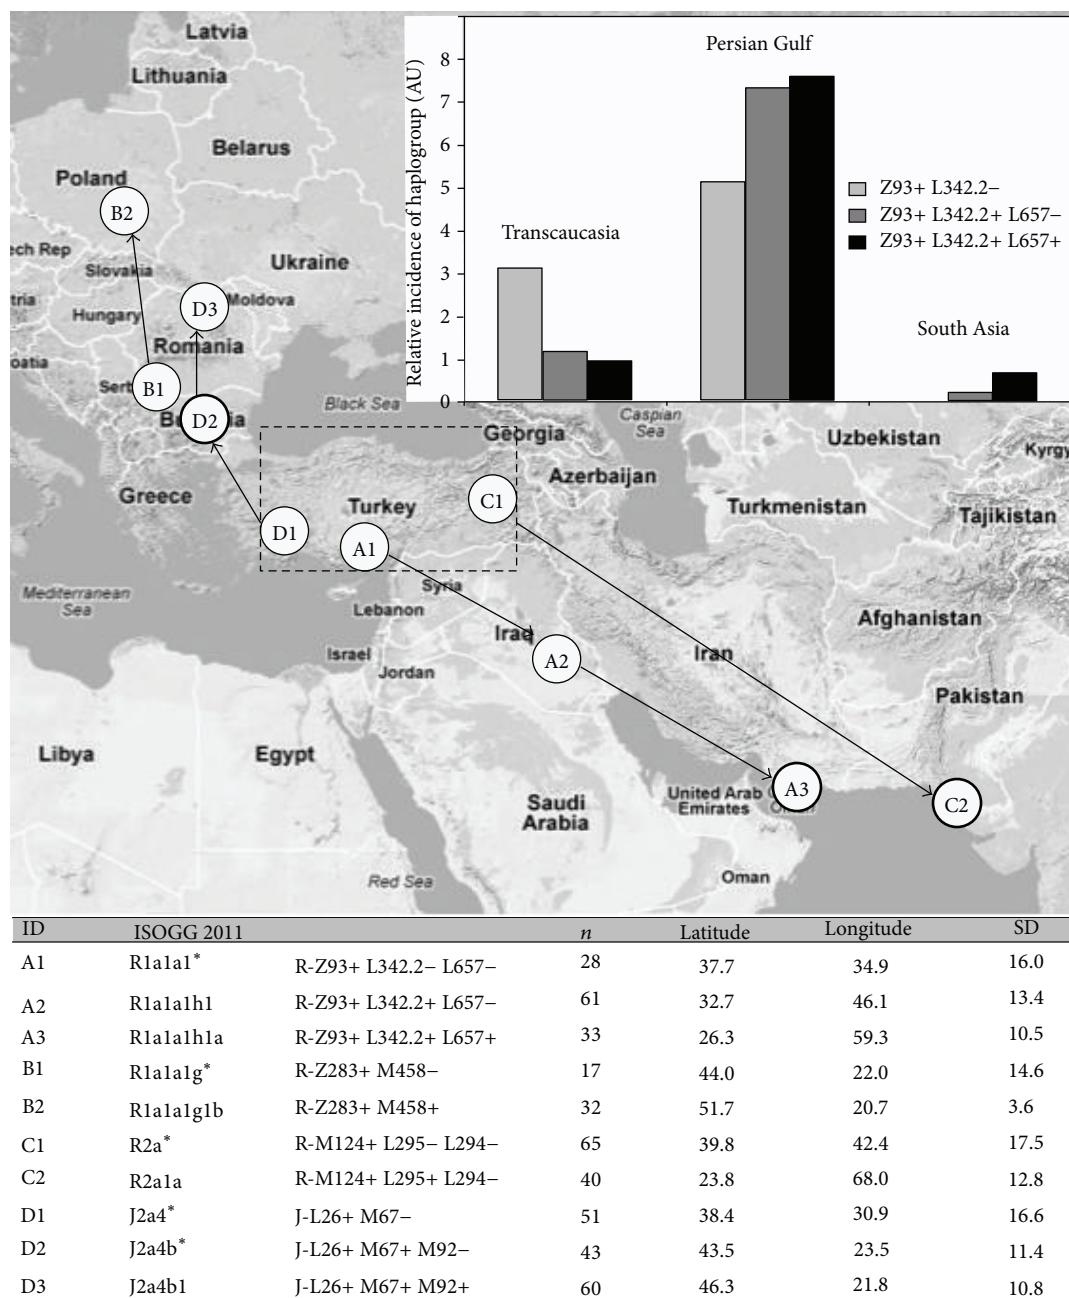 Latvia
Lithuania
Belarus
Poland
B2
ech Rep
Slovakia
Ukraine
tria
Hungary
D3
Moldova
Romania
oatia
Serb
B1
D2
Black Sea
Greece
Turkey
D1
A1
C1
Georgia
Azerbaijan
Caspian
Sea
Uzbekistan
Kyrgy
Turkmenistan
Tajikistan
Mediterranean
Sea
Syria
Lebanon
Iraq
A2
Israel
Jordan
Iran
Afghanistan
Pakistan
Libya
Egypt
Saudi
Arabia
United Arab
Emirates
A3
C2
Red Sea
Oman
Relative incidence of haplogroup (AU)
8
7
6
5
4
3
2
1
0
Transcaucasia
Persian Gulf
South Asia
Z93+ L342.2−
Z93+ L342.2+ L657−
Z93+ L342.2+ L657+
ID ISOGG 2011 n Latitude Longitude SD
A1 R1a1a1* R-Z93+ L342.2− L657− 28 37.7 34.9 16.0
A2 R1a1a1h1 R-Z93+ L342.2+ L657− 61 32.7 46.1 13.4
A3 R1a1a1h1a R-Z93+ L342.2+ L657+ 33 26.3 59.3 10.5
B1 R1a1a1g* R-Z283+ M458− 17 44.0 22.0 14.6
B2 R1a1a1g1b R-Z283+ M458+ 32 51.7 20.7 3.6
C1 R2a* R-M124+ L295− L294− 65 39.8 42.4 17.5
C2 R2a1a R-M124+ L295+ L294− 40 23.8 68.0 12.8
D1 J2a4* J-L26+ M67− 51 38.4 30.9 16.6
D2 J2a4b* J-L26+ M67+ M92− 43 43.5 23.5 11.4
D3 J2a4b1 J-L26+ M67+ M92+ 60 46.3 21.8 10.8